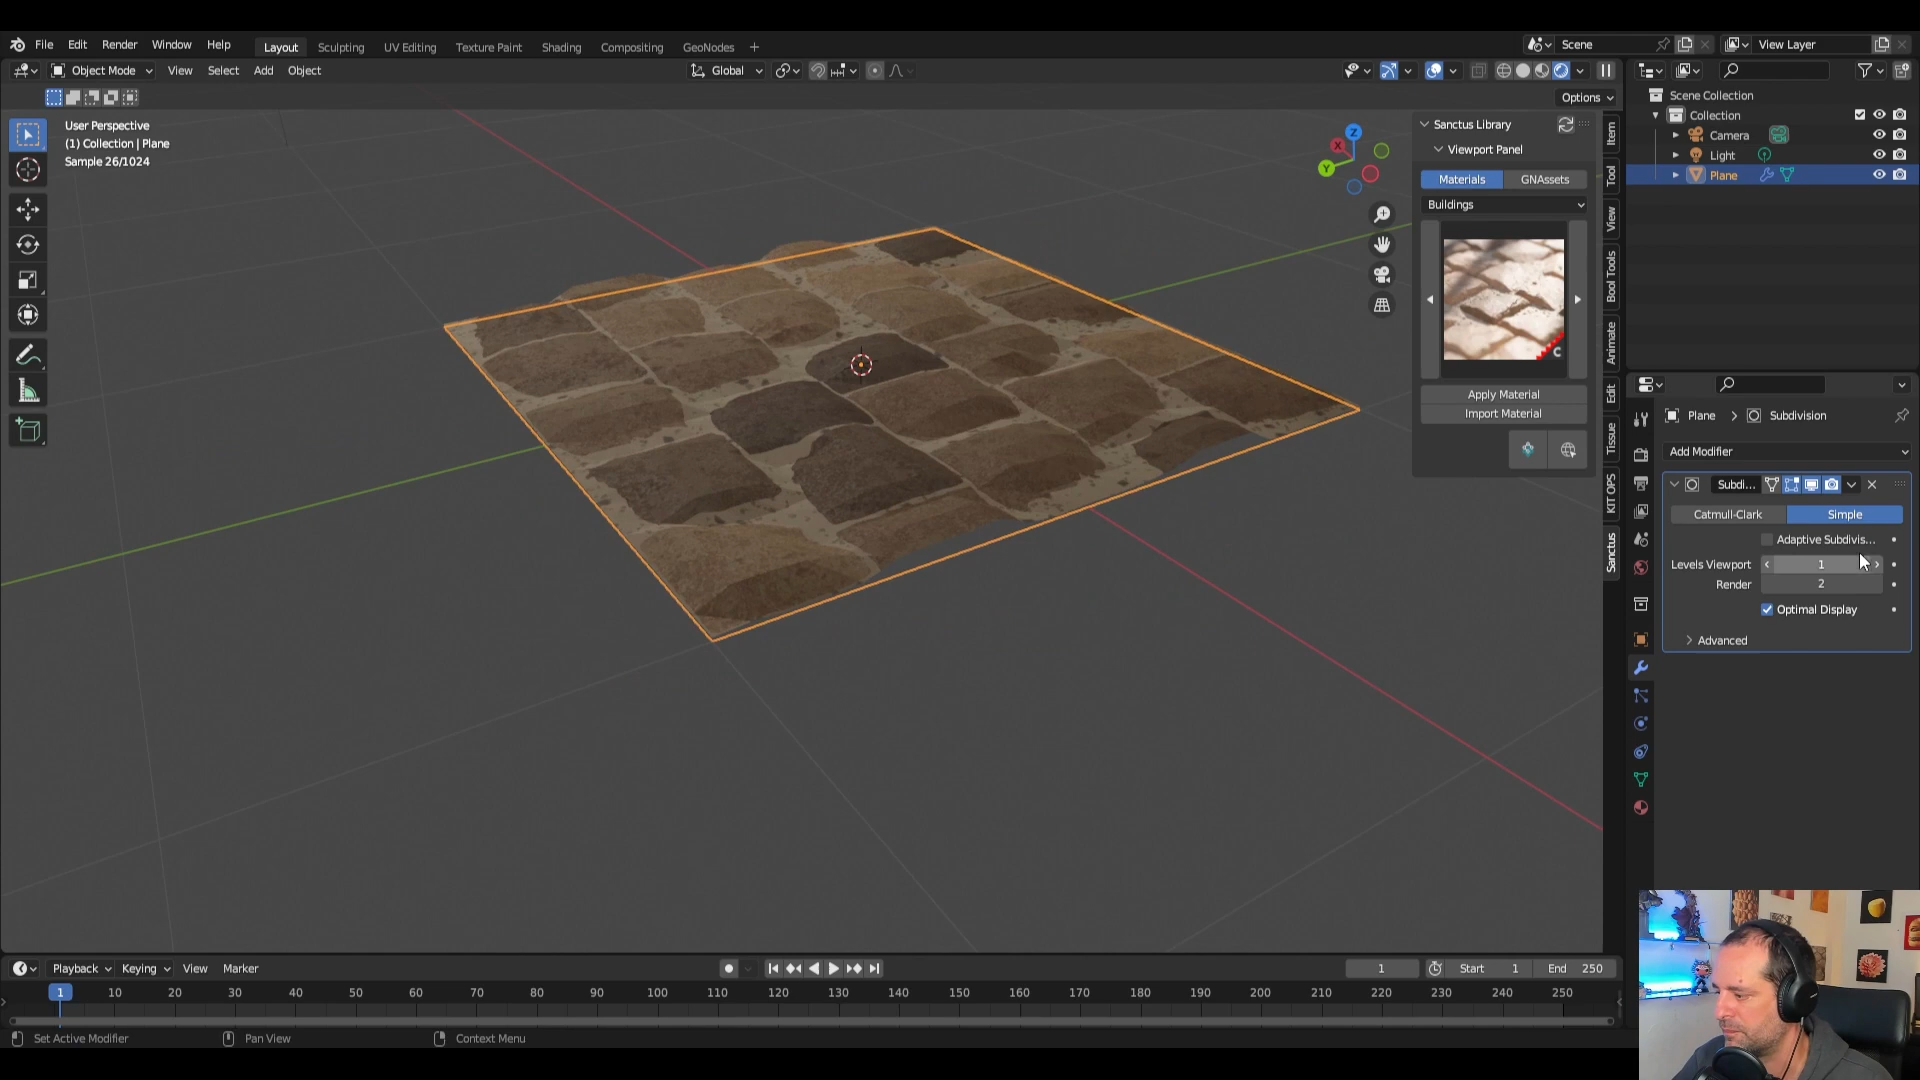 File Edit Render Window Help Layout Sculpting UV Editing Texture Paint Shading Compositing GeoNodes + Scene View Layer
Object Mode View Select Add Object Global
Options
User Perspective
(1) Collection | Plane
Sample 26/1024
Z
X
Y
Sanctus Library
Viewport Panel
Materials GNAssets
Buildings
C
Apply Material
Import Material
Item
Tool
View
Bool Tools
Animate
Edit
Tissue
KIT OPS
Sanctus
Scene Collection
Collection
Camera
Light
Plane
Plane > Subdivision
Add Modifier
Subdi...
Catmull-Clark Simple
Adaptive Subdivis...
Levels Viewport 1
Render 2
Optimal Display
Advanced
Playback Keying View Marker 1 Start 1 End 250
1 10 20 30 40 50 60 70 80 90 100 110 120 130 140 150 160 170 180 190 200 210 220 230 240 250
Set Active Modifier Pan View Context Menu